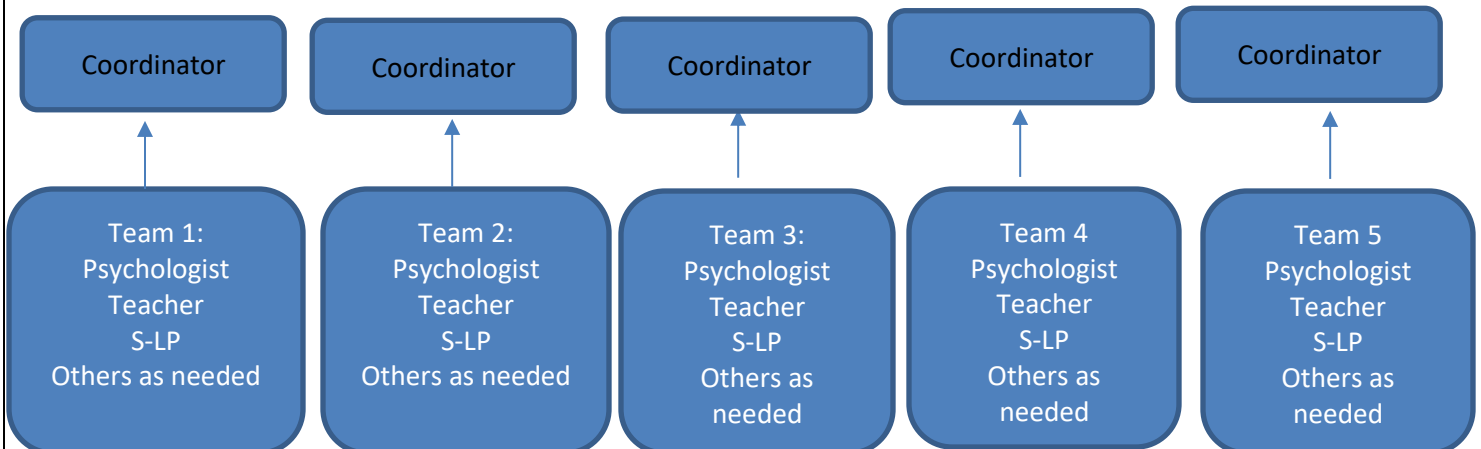 Coordinator
Coordinator
Coordinator
Coordinator
Coordinator
Team 1:
Psychologist
Teacher
S-LP
Others as needed
Team 2:
Psychologist
Teacher
S-LP
Others as needed
Team 3:
Psychologist
Teacher
S-LP
Others as
needed
Team 4
Psychologist
Teacher
S-LP
Others as
needed
Team 5
Psychologist
Teacher
S-LP
Others as
needed